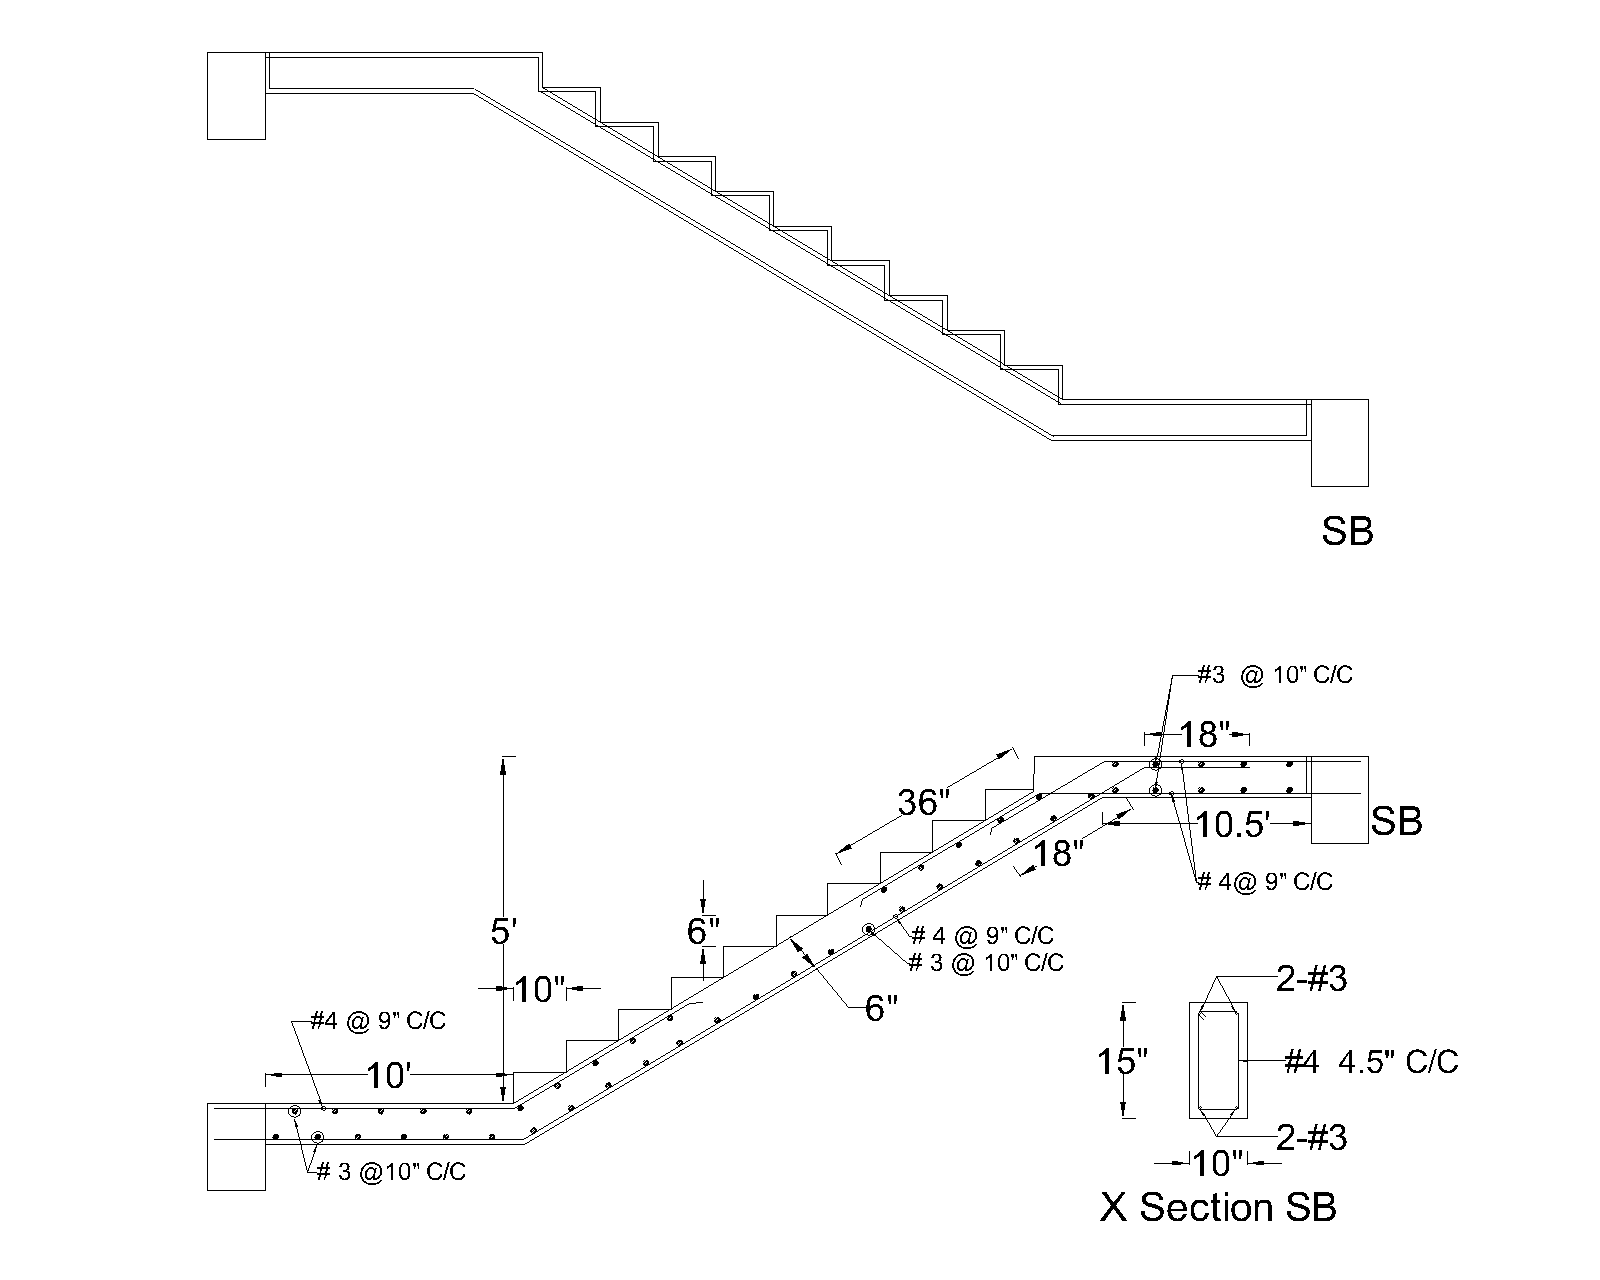 SB
#3 @ 10" C/C
18"
36"
10.5'
SB
18"
# 4@ 9" C/C
5'
6"
# 4 @ 9" C/C
# 3 @ 10" C/C
10"
6"
2-#3
#4 @ 9" C/C
15"
#4 4.5" C/C
10'
2-#3
# 3 @10" C/C
10"
X Section SB